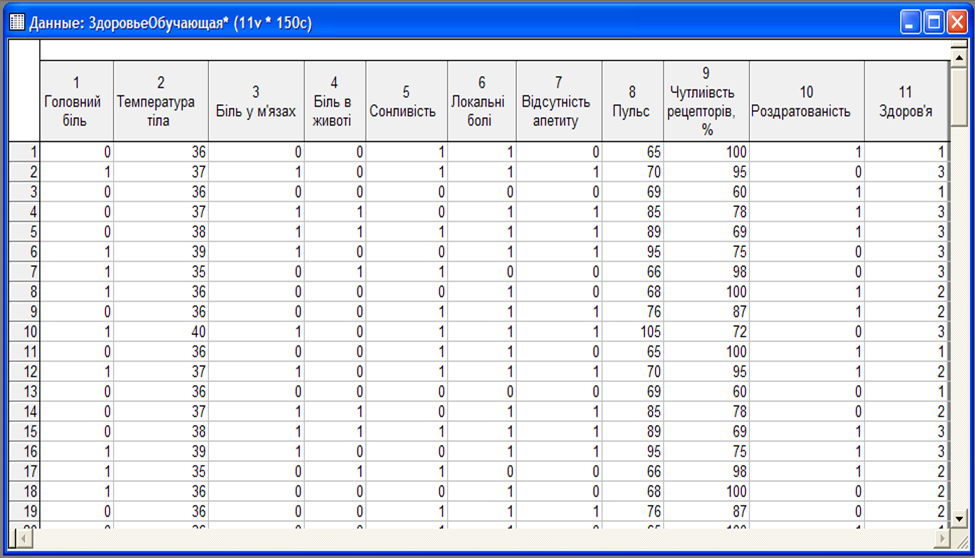 Данные: ЗдоровьеОбучающая* (11v * 150c)
1 2 3 4 5 6 7 8 9 10 11
Головний біль Температура тіла Біль у м'язах Біль в животі Сонливість Локальні болі Відсутність апетиту Пульс Чутлиівсть рецепторів, % Роздратованість Здоров'я
1 0 36 0 0 1 1 0 65 100 1 1
2 1 37 1 0 1 1 1 70 95 0 3
3 0 36 0 0 0 0 0 69 60 1 1
4 0 37 1 1 0 1 1 85 78 1 3
5 0 38 1 1 1 1 1 89 69 1 3
6 1 39 1 0 0 1 1 95 75 0 3
7 1 35 0 1 1 0 0 66 98 0 3
8 1 36 0 0 0 1 0 68 100 1 2
9 0 36 0 0 1 1 1 76 87 1 2
10 1 40 1 0 1 1 1 105 72 0 3
11 0 36 0 0 1 1 0 65 100 1 1
12 1 37 1 0 1 1 1 70 95 1 2
13 0 36 0 0 0 0 0 69 60 0 1
14 0 37 1 1 0 1 1 85 78 0 2
15 0 38 1 1 1 1 1 89 69 1 3
16 1 39 1 0 0 1 1 95 75 1 3
17 1 35 0 1 1 0 0 66 98 1 2
18 1 36 0 0 0 1 0 68 100 0 2
19 0 36 0 0 1 1 1 76 87 0 2